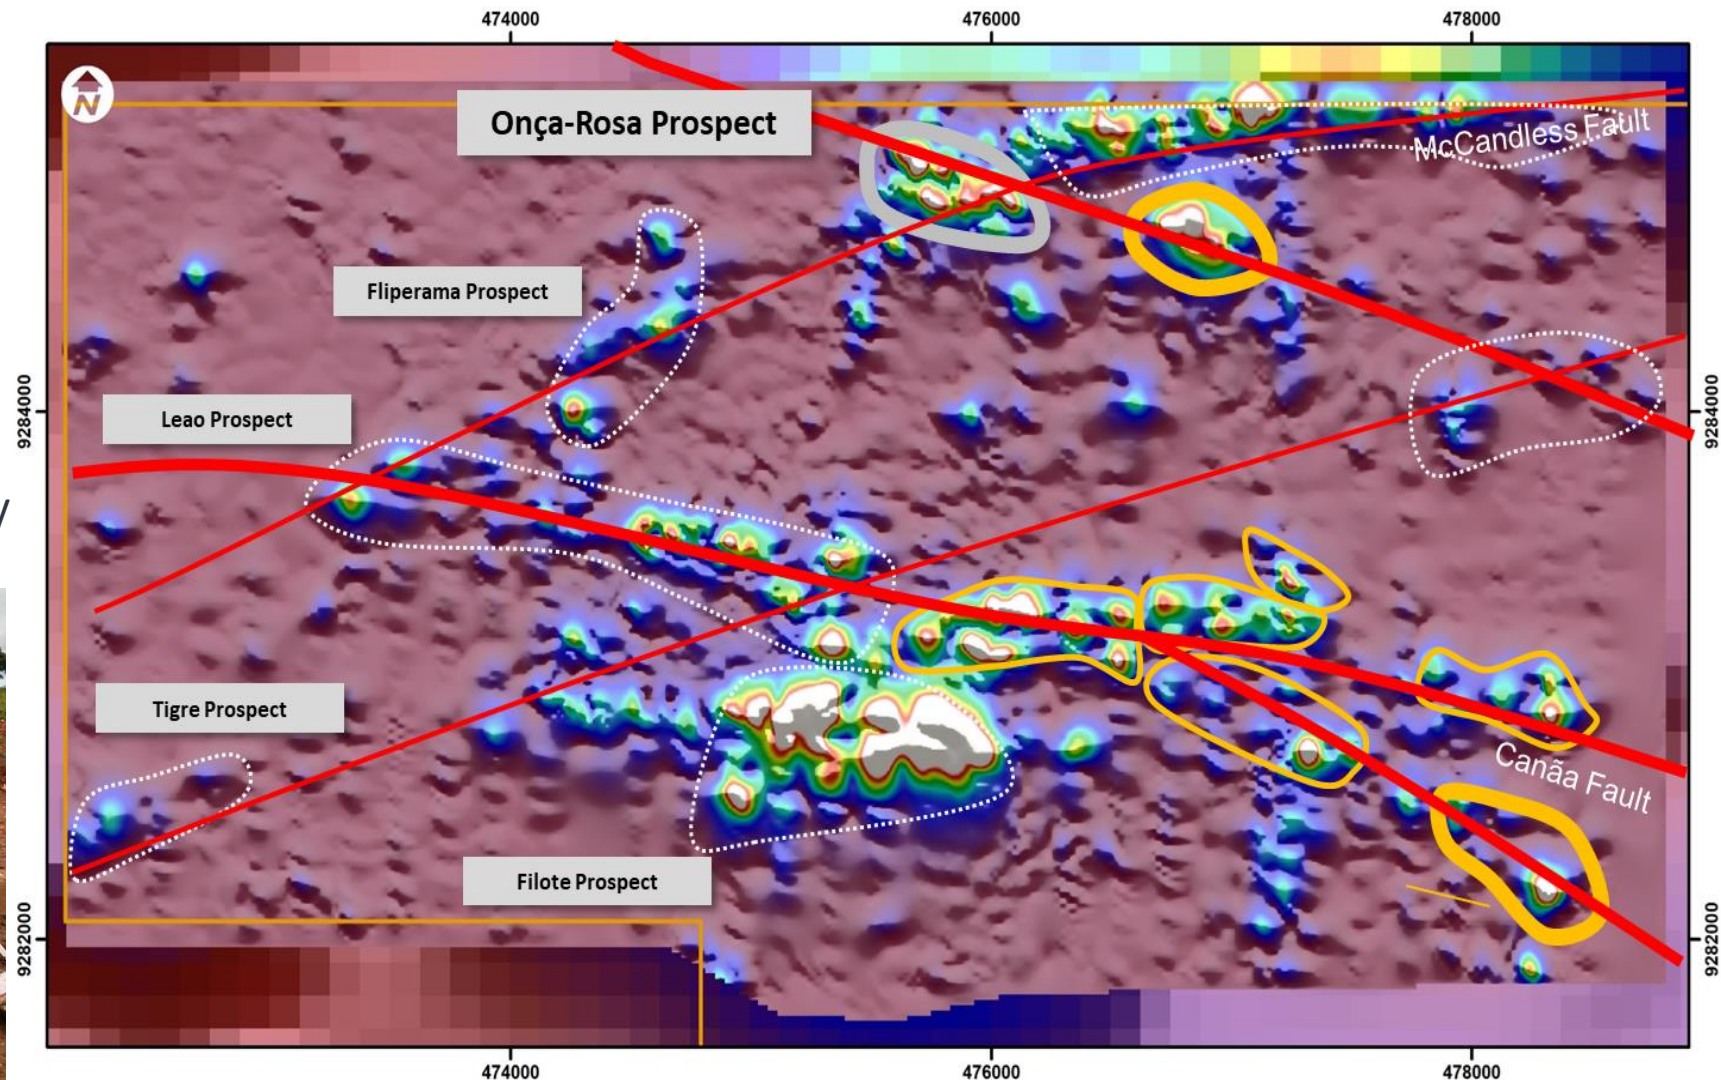 474000
476000
478000
N
Onça-Rosa Prospect
McCandless Fault
Fliperama Prospect
9284000
9284000
Leao Prospect
/
Tigre Prospect
Canãa Fault
Filote Prospect
9282000
9282000
474000
476000
478000